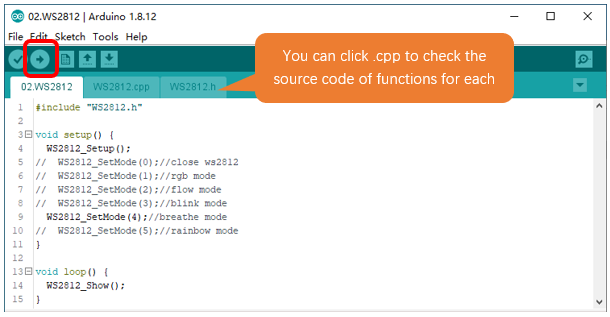 02.WS2812 | Arduino 1.8.12
File Edit Sketch Tools Help
You can click .cpp to check the
source code of functions for each
02.WS2812 WS2812.cpp WS2812.h
1 #include "WS2812.h"
2
3 void setup() {
4 WS2812_Setup();
5 // WS2812_SetMode(0);//close ws2812
6 // WS2812_SetMode(1);//rgb mode
7 // WS2812_SetMode(2);//flow mode
8 // WS2812_SetMode(3);//blink mode
9 WS2812_SetMode(4);//breathe mode
10 // WS2812_SetMode(5);//rainbow mode
11 }
12
13 void loop() {
14 WS2812_Show();
15 }